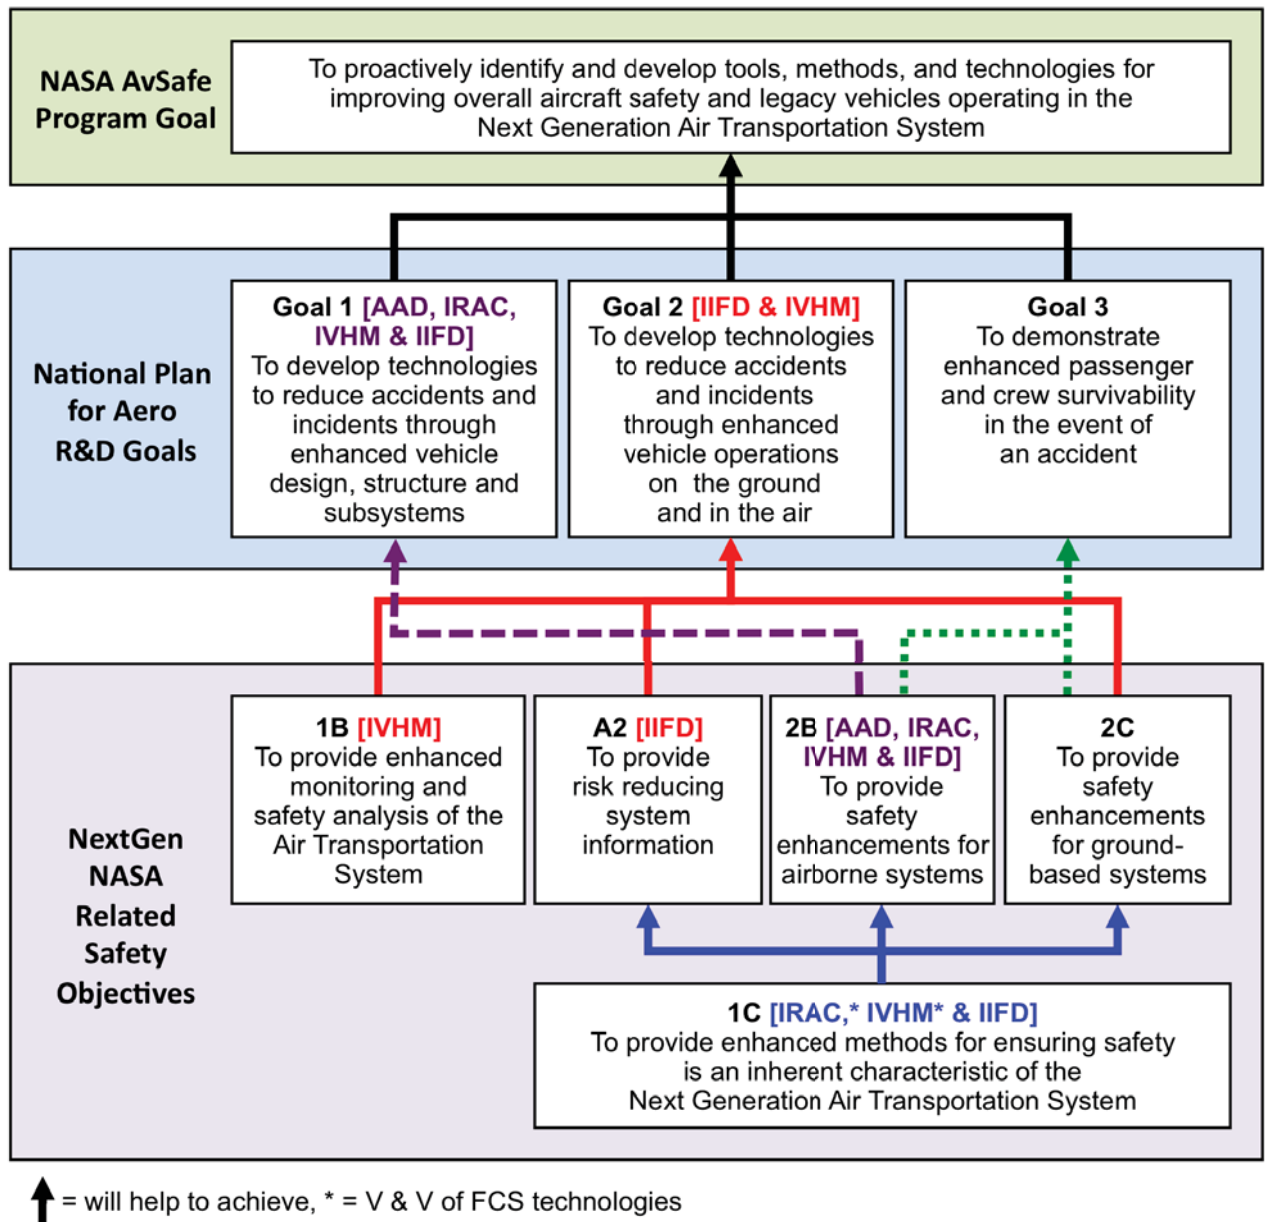 NASA AvSafe
Program Goal
To proactively identify and develop tools, methods, and technologies for
improving overall aircraft safety and legacy vehicles operating in the
Next Generation Air Transportation System
National Plan
for Aero
R&D Goals
Goal 1 [AAD, IRAC,
IVHM & IIFD]
To develop technologies
to reduce accidents and
incidents through
enhanced vehicle
design, structure and
subsystems
Goal 2 [IIFD & IVHM]
To develop technologies
to reduce accidents
and incidents
through enhanced
vehicle operations
on the ground
and in the air
Goal 3
To demonstrate
enhanced passenger
and crew survivability
in the event of
an accident
NextGen
NASA
Related
Safety
Objectives
1B [IVHM]
To provide enhanced
monitoring and
safety analysis of the
Air Transportation
System
A2 [IIFD]
To provide
risk reducing
system
information
2B [AAD, IRAC,
IVHM & IIFD]
To provide
safety
enhancements for
airborne systems
2C
To provide
safety
enhancements
for ground-
based systems
1C [IRAC,* IVHM* & IIFD]
To provide enhanced methods for ensuring safety
is an inherent characteristic of the
Next Generation Air Transportation System
= will help to achieve, * = V & V of FCS technologies